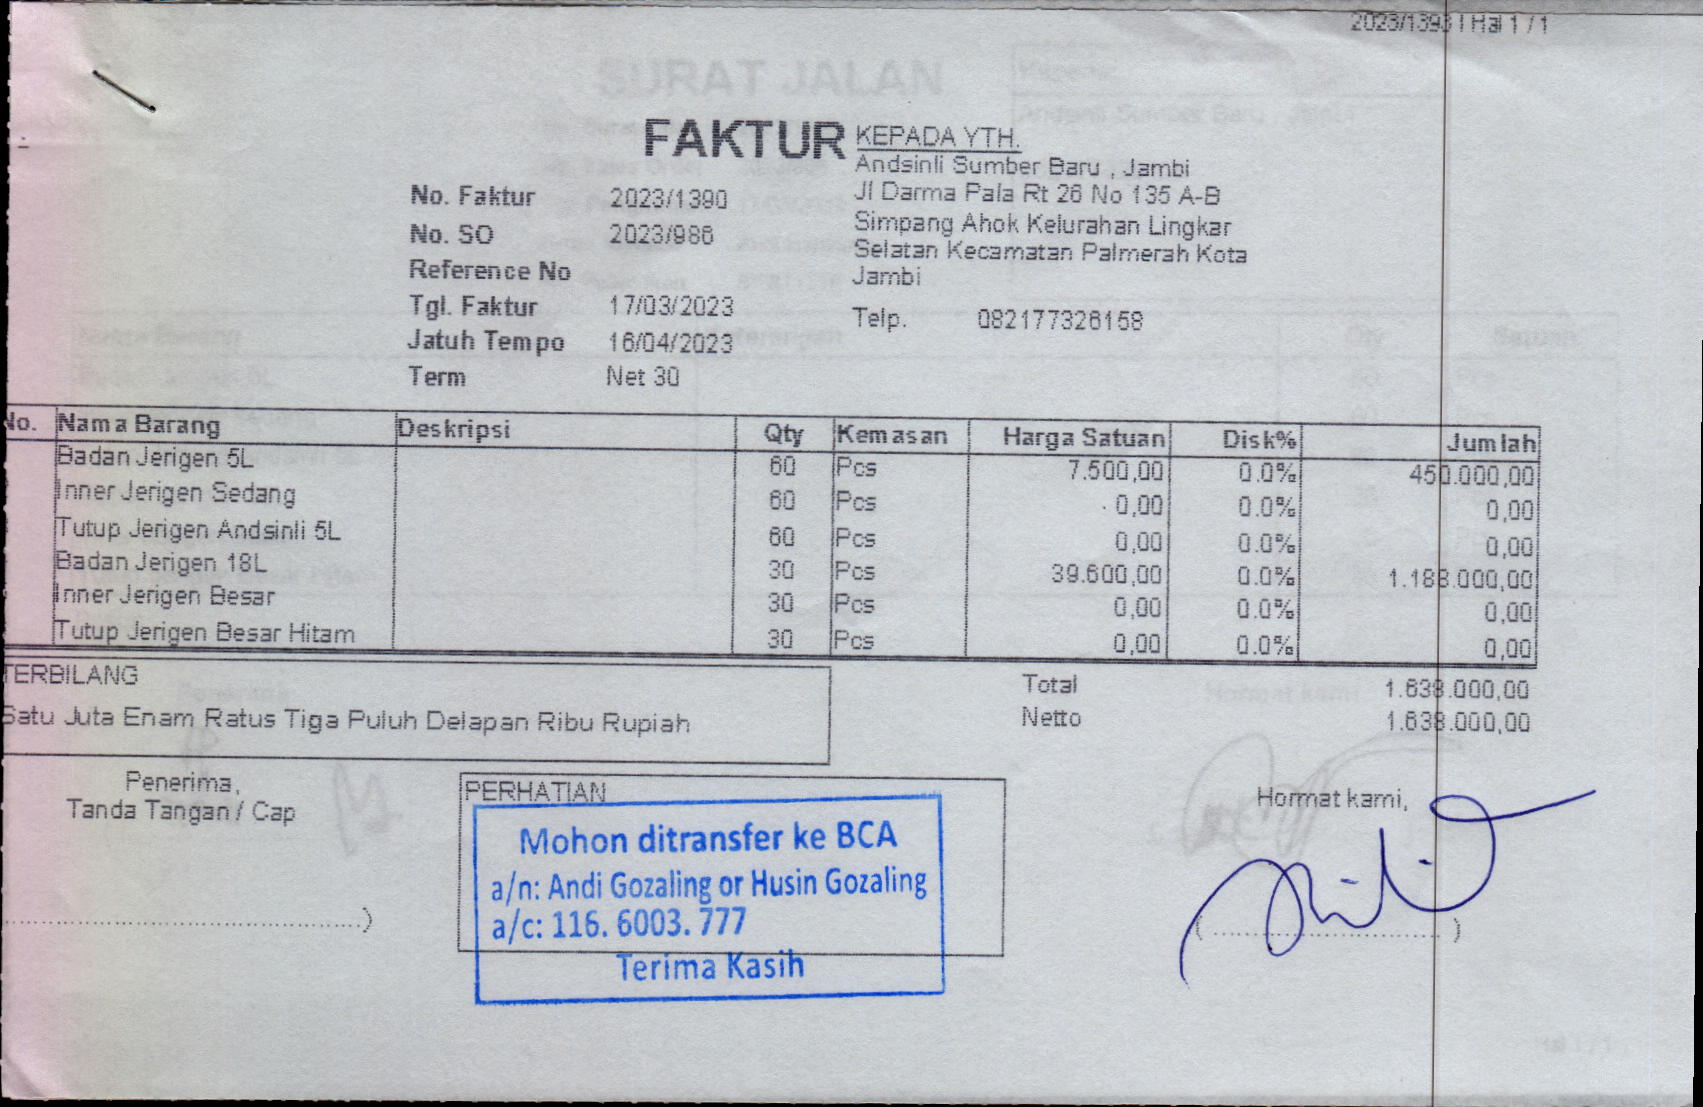 2023/1393 | Hal 1 / 1
FAKTUR
KEPADA YTH.
Andsinli Sumber Baru , Jambi
Jl Darma Pala Rt 26 No 135 A-B
Simpang Ahok Kelurahan Lingkar
Selatan Kecamatan Palmerah Kota
Jambi
Telp. 082177326158
No. Faktur 2023/1390
No. SO 2023/986
Reference No
Tgl. Faktur 17/03/2023
Jatuh Tempo 16/04/2023
Term Net 30
No. Nama Barang Deskripsi Qty Kemasan Harga Satuan Disk% Jumlah
Badan Jerigen 5L 60 Pcs 7.500,00 0.0% 450.000,00
Inner Jerigen Sedang 60 Pcs 0,00 0.0% 0,00
Tutup Jerigen Andsinli 5L 60 Pcs 0,00 0.0% 0,00
Badan Jerigen 18L 30 Pcs 39.600,00 0.0% 1.188.000,00
Inner Jerigen Besar 30 Pcs 0,00 0.0% 0,00
Tutup Jerigen Besar Hitam 30 Pcs 0,00 0.0% 0,00
TERBILANG
Satu Juta Enam Ratus Tiga Puluh Delapan Ribu Rupiah
Total 1.638.000,00
Netto 1.638.000,00
Penerima,
Tanda Tangan / Cap
PERHATIAN
Mohon ditransfer ke BCA
a/n: Andi Gozaling or Husin Gozaling
a/c: 116. 6003. 777
Terima Kasih
Hormat kami,